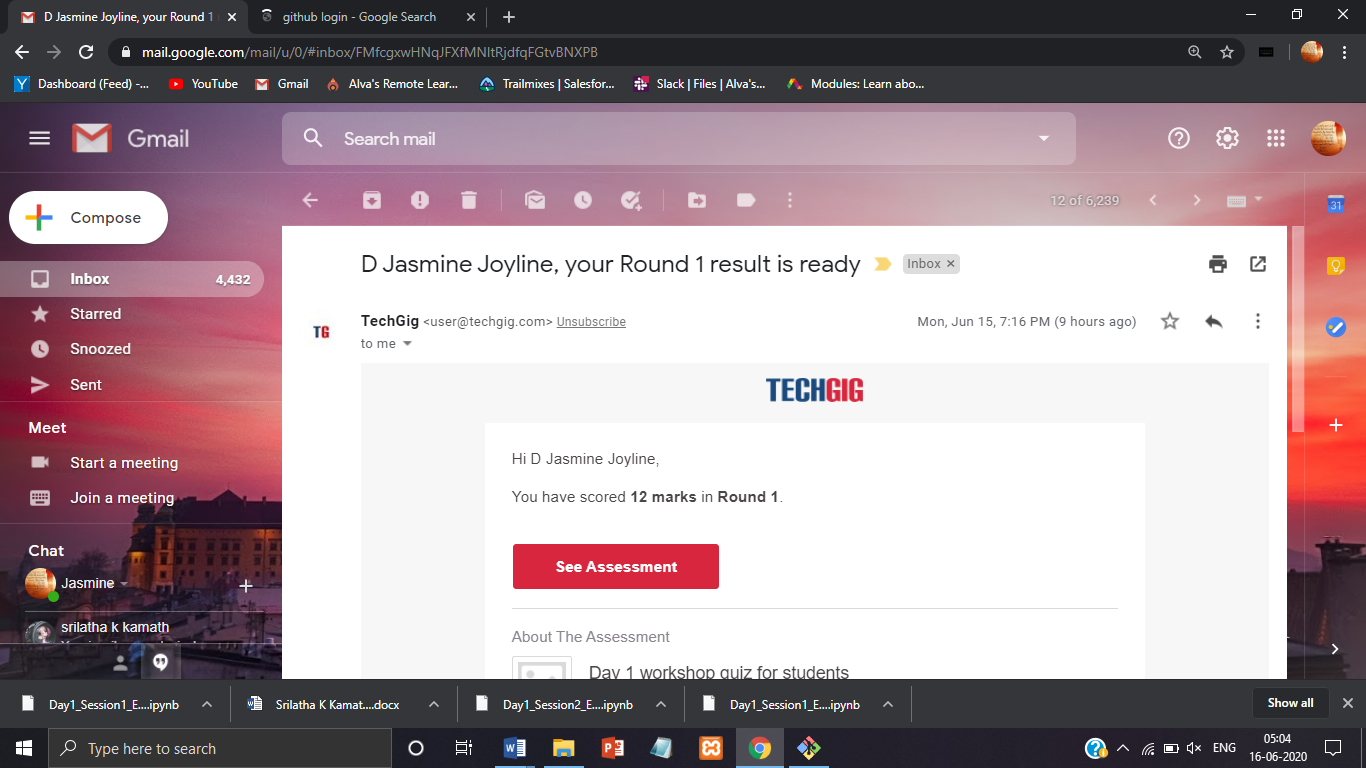 D Jasmine Joyline, your Round 1
github login - Google Search
mail.google.com/mail/u/0/#inbox/FMfcgxwHNqJFXfMNltRjdfqFGtvBNXPB
Dashboard (Feed) -... YouTube Gmail Alva's Remote Lear... Trailmixes | Salesfor... Slack | Files | Alva's... Modules: Learn abo...
Gmail
Search mail
Compose
12 of 6,239
31
Inbox 4,432
Starred
Snoozed
Sent
Meet
Start a meeting
Join a meeting
Chat
Jasmine
srilatha k kamath
D Jasmine Joyline, your Round 1 result is ready Inbox ×
TG
TechGig <user@techgig.com> Unsubscribe
Mon, Jun 15, 7:16 PM (9 hours ago)
to me
TECHGIG
Hi D Jasmine Joyline,
You have scored 12 marks in Round 1.
See Assessment
About The Assessment
Day 1 workshop quiz for students
Day1_Session1_E....ipynb Srilatha K Kamat....docx Day1_Session2_E....ipynb Day1_Session1_E....ipynb Show all
Type here to search
ENG
05:04
16-06-2020